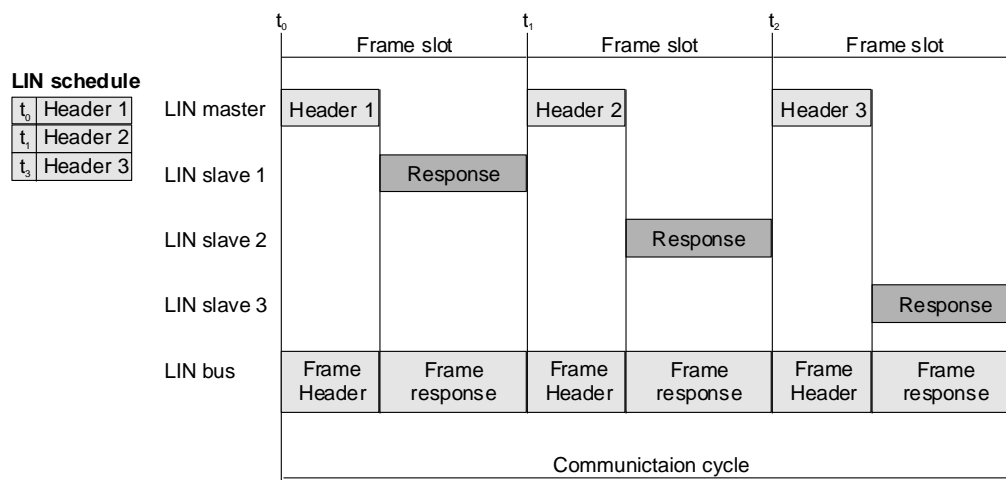 t0 t1 t2
Frame slot Frame slot Frame slot
LIN schedule
t0 Header 1
t1 Header 2
t3 Header 3
LIN master Header 1 Header 2 Header 3
LIN slave 1 Response
LIN slave 2 Response
LIN slave 3 Response
LIN bus Frame Header Frame response Frame Header Frame response Frame Header Frame response
Communictaion cycle